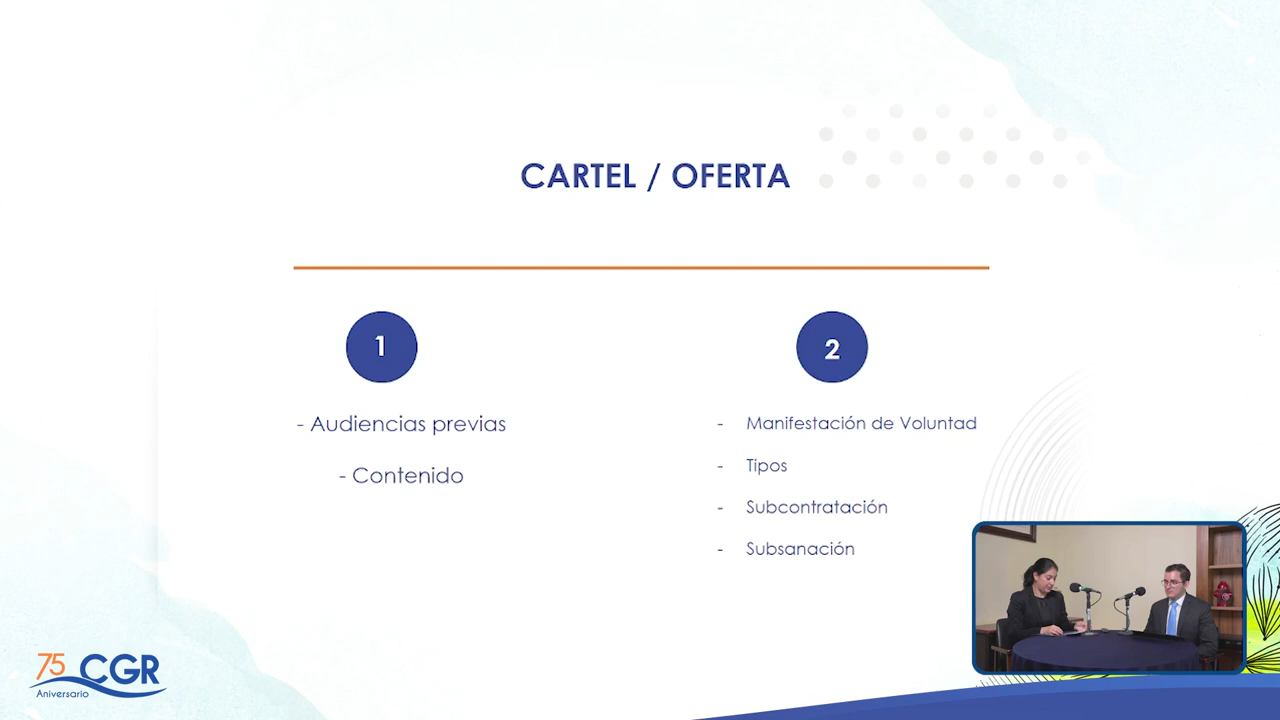 CARTEL / OFERTA
1
- Audiencias previas
- Contenido
2
- Manifestación de Voluntad
- Tipos
- Subcontratación
- Subsanación
75 CGR
Aniversario